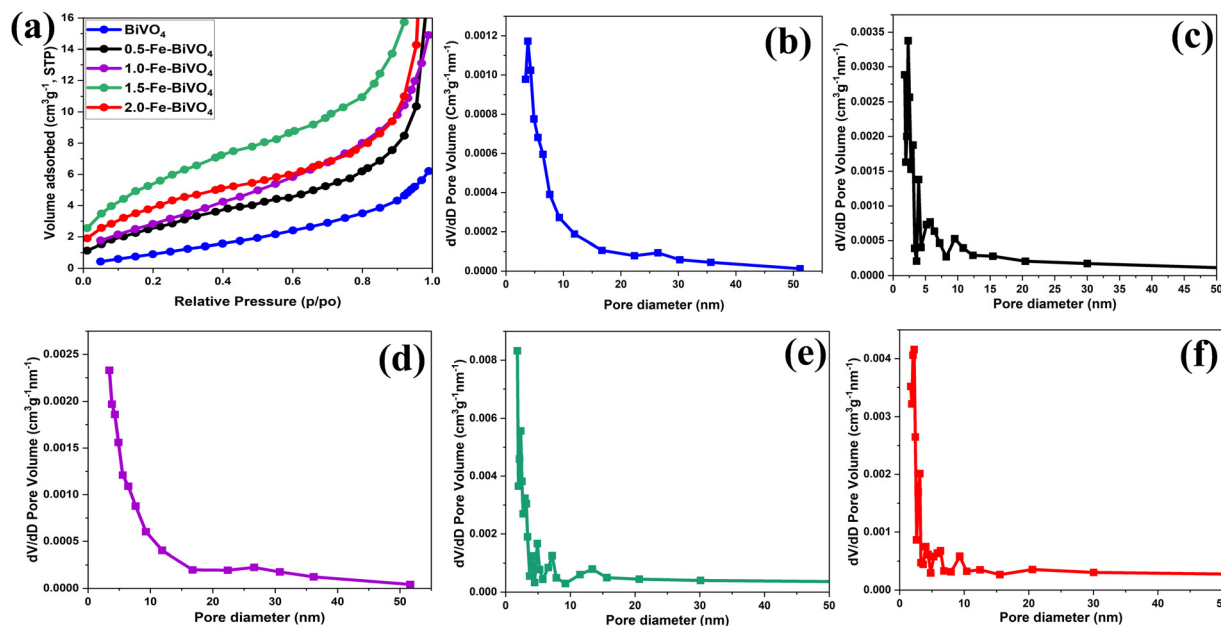 (a)
BiVO₄
0.5-Fe-BiVO₄
1.0-Fe-BiVO₄
1.5-Fe-BiVO₄
2.0-Fe-BiVO₄
Volume adsorbed (cm³g⁻¹, STP)
16
14
12
10
8
6
4
2
0
0.0 0.2 0.4 0.6 0.8 1.0
Relative Pressure (p/po)
(b)
dV/dD Pore Volume (Cm³g⁻¹nm⁻¹)
0.0012
0.0010
0.0008
0.0006
0.0004
0.0002
0.0000
0 10 20 30 40 50
Pore diameter (nm)
(c)
dV/dD Pore Volume (cm³g⁻¹nm⁻¹)
0.0035
0.0030
0.0025
0.0020
0.0015
0.0010
0.0005
0.0000
0 5 10 15 20 25 30 35 40 45 50
Pore diameter (nm)
(d)
dV/dD Pore Volume (cm³g⁻¹nm⁻¹)
0.0025
0.0020
0.0015
0.0010
0.0005
0.0000
0 10 20 30 40 50
Pore diameter (nm)
(e)
dV/dD Pore Volume (cm³g⁻¹nm⁻¹)
0.008
0.006
0.004
0.002
0.000
0 10 20 30 40 50
Pore diameter (nm)
(f)
dV/dD Pore Volume (cm³g⁻¹nm⁻¹)
0.004
0.003
0.002
0.001
0.000
0 10 20 30 40 50
Pore diameter (nm)